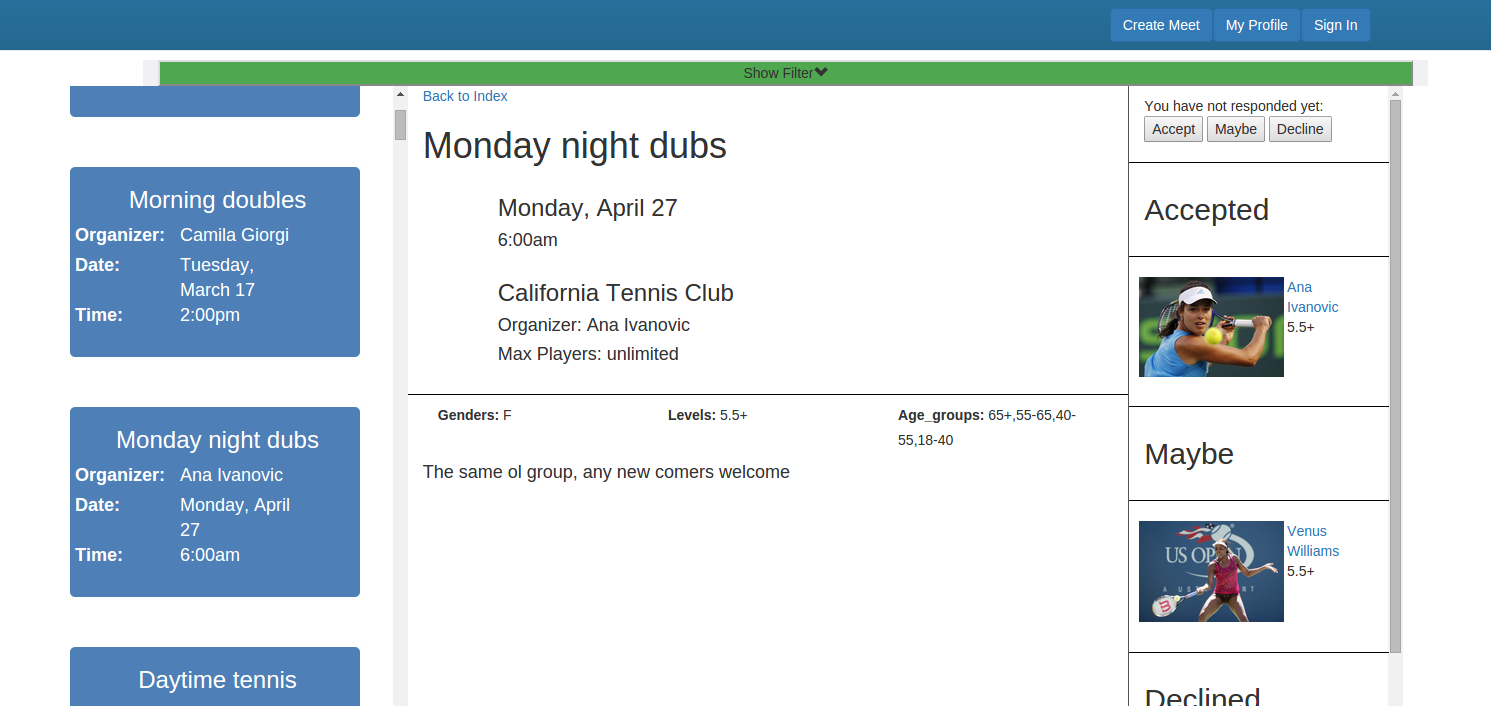 Create Meet My Profile Sign In
Show Filter
Morning doubles
Organizer: Camila Giorgi
Date: Tuesday,
March 17
Time: 2:00pm
Monday night dubs
Organizer: Ana Ivanovic
Date: Monday, April
27
Time: 6:00am
Daytime tennis
Back to Index
Monday night dubs
Monday, April 27
6:00am
California Tennis Club
Organizer: Ana Ivanovic
Max Players: unlimited
Genders: F Levels: 5.5+ Age_groups: 65+,55-65,40-
55,18-40
The same ol group, any new comers welcome
You have not responded yet:
Accept Maybe Decline
Accepted
Ana
Ivanovic
5.5+
Maybe
US OPEN
Venus
Williams
5.5+
Declined